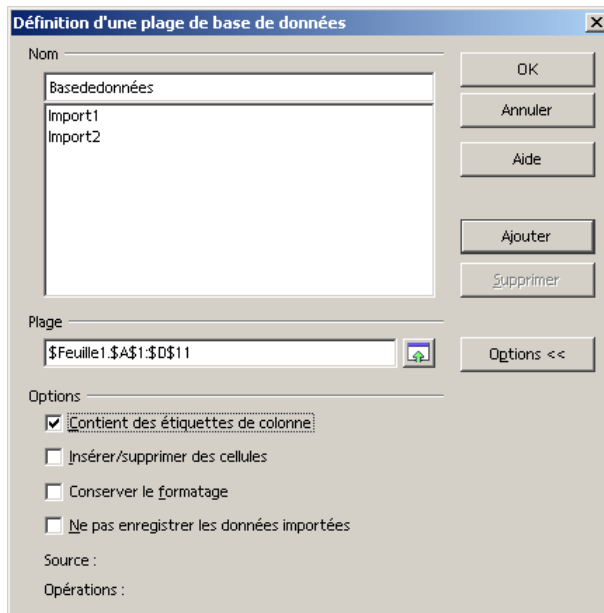 Définition d'une plage de base de données
Nom
Basededonnées
Import1
Import2
OK
Annuler
Aide
Ajouter
Supprimer
Plage
$Feuille1.$A$1:$D$11
Options <<
Options
Contient des étiquettes de colonne
Insérer/supprimer des cellules
Conserver le formatage
Ne pas enregistrer les données importées
Source :
Opérations :